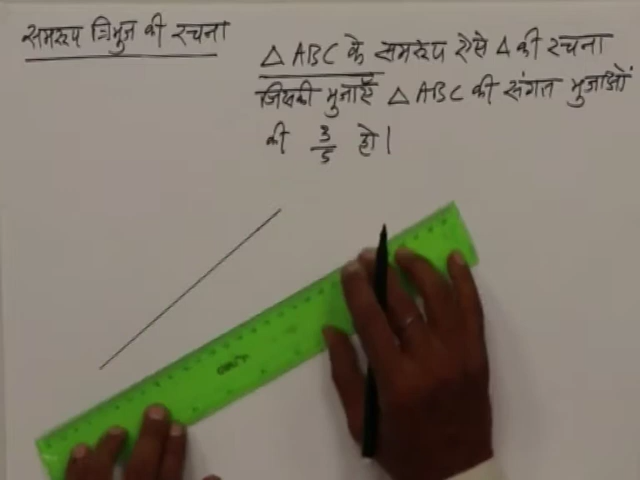 समरूप त्रिभुज की रचना
△ ABC के समरूप ऐसे △ की रचना
जिसकी भुजाएँ △ ABC की संगत भुजाओं
की 3/5 हो।